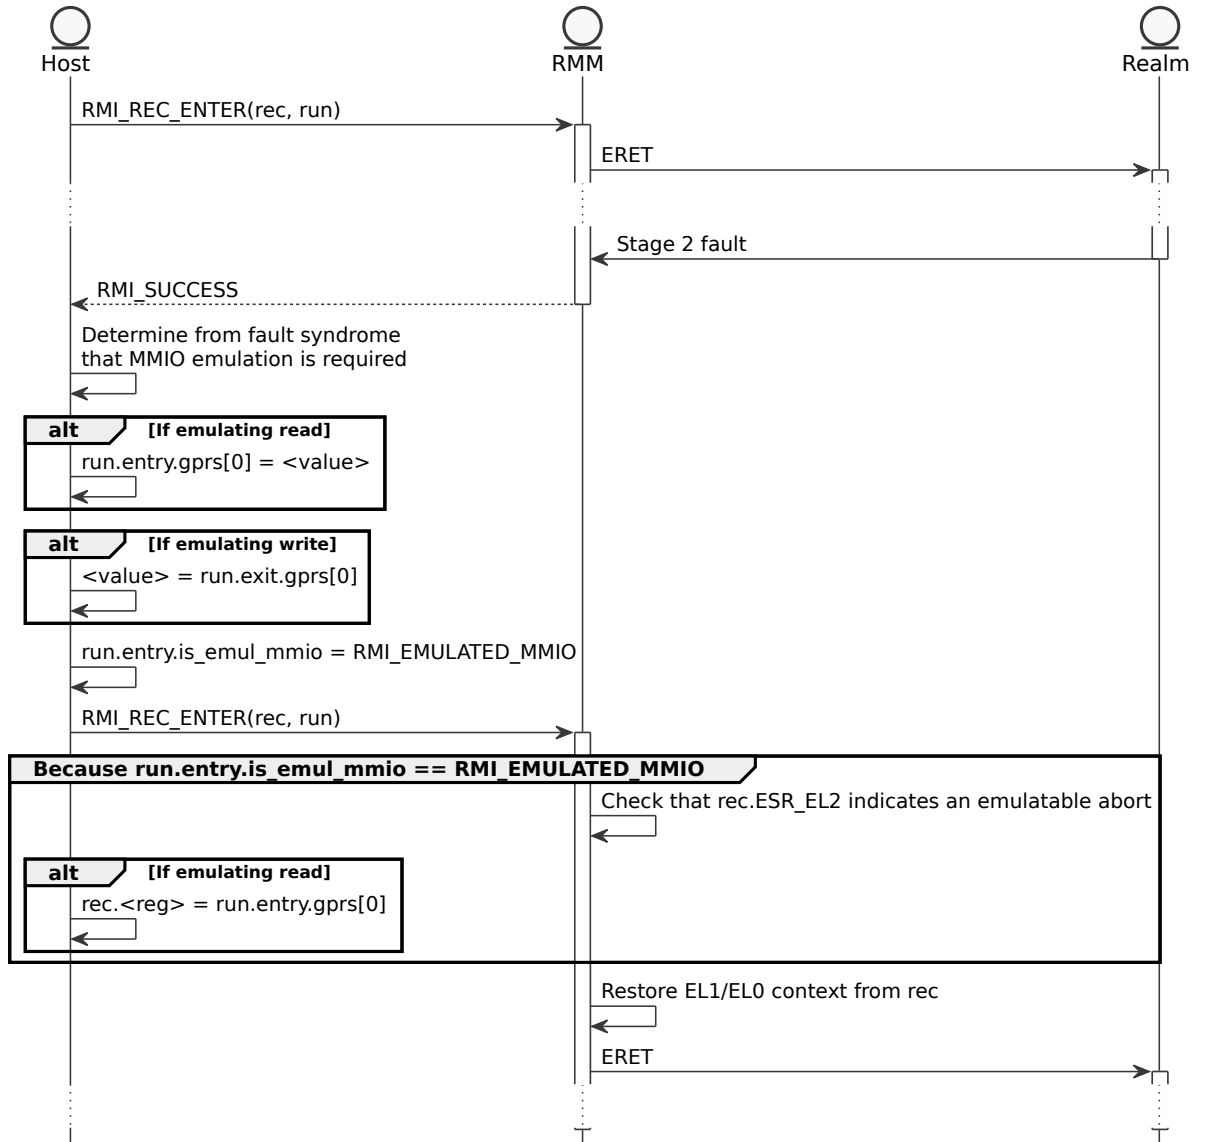 Host
RMM
Realm
RMI_REC_ENTER(rec, run)
ERET
Stage 2 fault
RMI_SUCCESS
Determine from fault syndrome
that MMIO emulation is required
alt
[If emulating read]
run.entry.gprs[0] = <value>
alt
[If emulating write]
<value> = run.exit.gprs[0]
run.entry.is_emul_mmio = RMI_EMULATED_MMIO
RMI_REC_ENTER(rec, run)
Because run.entry.is_emul_mmio == RMI_EMULATED_MMIO
Check that rec.ESR_EL2 indicates an emulatable abort
alt
[If emulating read]
rec.<reg> = run.entry.gprs[0]
Restore EL1/EL0 context from rec
ERET